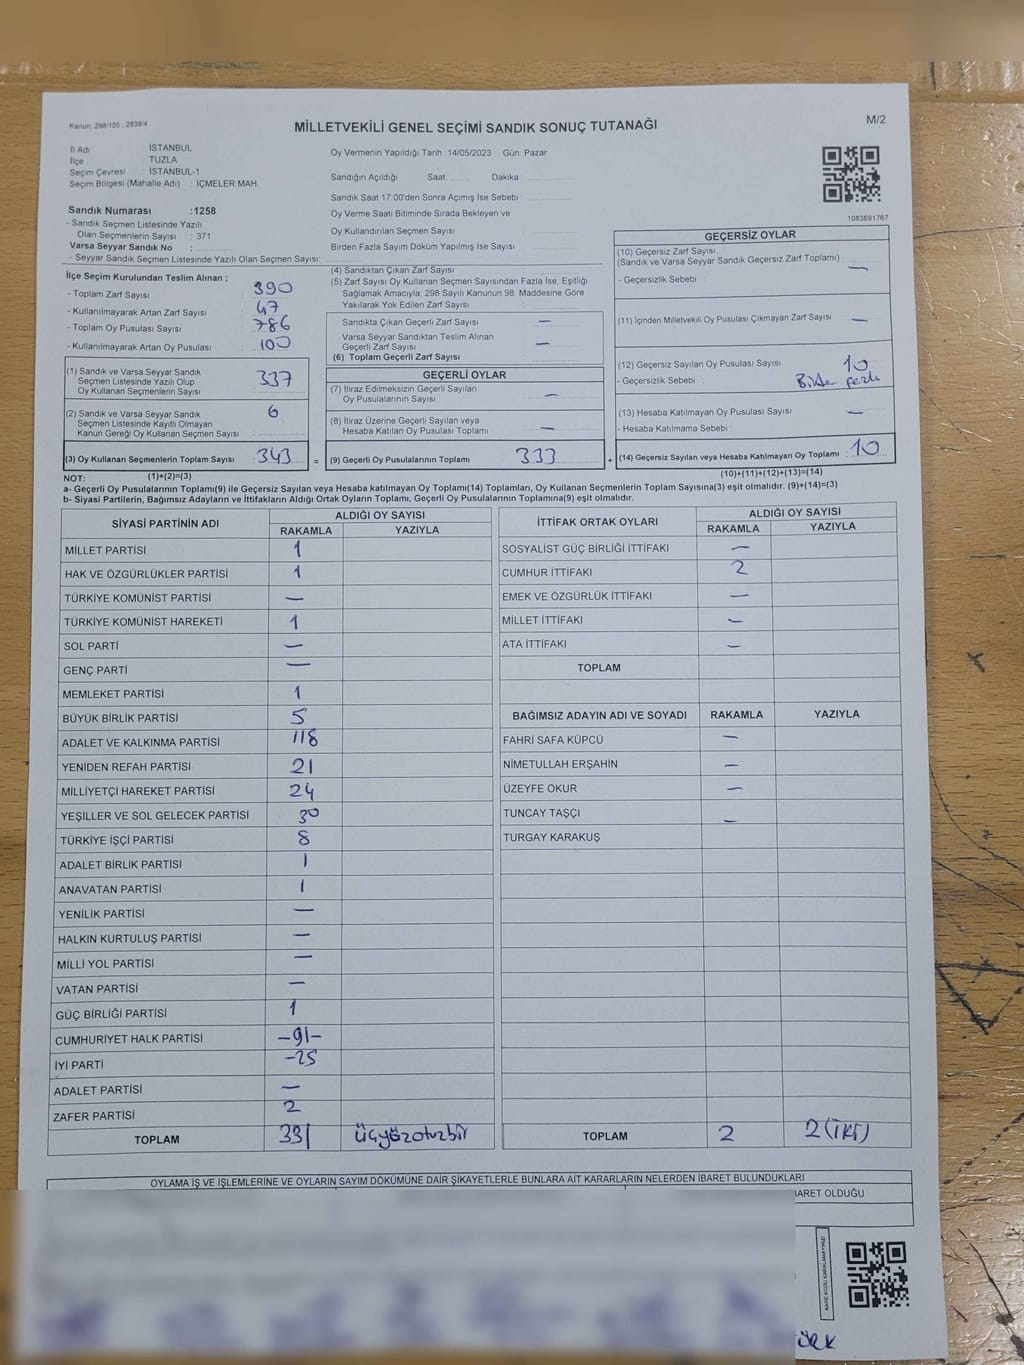 Kanun: 298/105 , 2839/4
MİLLETVEKİLİ GENEL SEÇİMİ SANDIK SONUÇ TUTANAĞI
M/2
İl Adı : İSTANBUL
İlçe : TUZLA
Seçim Çevresi : İSTANBUL-1
Seçim Bölgesi (Mahalle Adı) : İÇMELER MAH.
Oy Vermenin Yapıldığı Tarih : 14/05/2023 Gün: Pazar
Sandığın Açıldığı Saat: Dakika :
Sandık Saat 17:00'den Sonra Açımış İse Sebebi :
Oy Verme Saati Bitiminde Sırada Bekleyen ve
Oy Kullandırılan Seçmen Sayısı
Birden Fazla Sayım Döküm Yapılmış İse Sayısı :
1083691767
Sandık Numarası :1258
- Sandık Seçmen Listesinde Yazılı
Olan Seçmenlerin Sayısı : 371
Varsa Seyyar Sandık No :
- Seyyar Sandık Seçmen Listesinde Yazılı Olan Seçmen Sayısı:
İlçe Seçim Kurulundan Teslim Alınan ;
- Toplam Zarf Sayısı : 390
- Kullanılmayarak Artan Zarf Sayısı : 47
- Toplam Oy Pusulası Sayısı : 786
- Kullanılmayarak Artan Oy Pusulası : 100
(1) Sandık ve Varsa Seyyar Sandık
Seçmen Listesinde Yazılı Olup
Oy Kullanan Seçmenlerin Sayısı : 337
(2) Sandık ve Varsa Seyyar Sandık
Seçmen Listesinde Kayıtlı Olmayan
Kanun Gereği Oy Kullanan Seçmen Sayısı : 6
(3) Oy Kullanan Seçmenlerin Toplam Sayısı : 343 =
(4) Sandıktan Çıkan Zarf Sayısı
(5) Zarf Sayısı Oy Kullanan Seçmen Sayısından Fazla İse, Eşitliği
Sağlamak Amacıyla, 298 Sayılı Kanunun 98. Maddesine Göre
Yakılarak Yok Edilen Zarf Sayısı
Sandıkta Çıkan Geçerli Zarf Sayısı : —
Varsa Seyyar Sandıktan Teslim Alınan
Geçerli Zarf Sayısı : —
(6) Toplam Geçerli Zarf Sayısı
GEÇERLİ OYLAR
(7) İtiraz Edilmeksizin Geçerli Sayılan
Oy Pusulalarının Sayısı : —
(8) İtiraz Üzerine Geçerli Sayılan veya
Hesaba Katılan Oy Pusulası Toplamı : —
(9) Geçerli Oy Pusulalarının Toplamı : 333 +
GEÇERSİZ OYLAR
(10) Geçersiz Zarf Sayısı
(Sandık ve Varsa Seyyar Sandık Geçersiz Zarf Toplamı) : —
- Geçersizlik Sebebi :
(11) İçinden Milletvekili Oy Pusulası Çıkmayan Zarf Sayısı : —
(12) Geçersiz Sayılan Oy Pusulası Sayısı : 10
- Geçersizlik Sebebi :
(13) Hesaba Katılmayan Oy Pusulası Sayısı : —
- Hesaba Katılmama Sebebi :
(14) Geçersiz Sayılan veya Hesaba Katılmayan Oy Toplamı : 10
NOT: (1)+(2)=(3)
(10)+(11)+(12)+(13)=(14)
a- Geçerli Oy Pusulalarının Toplamı(9) ile Geçersiz Sayılan veya Hesaba Katılmayan Oy Toplamı(14) Toplamları, Oy Kullanan Seçmenlerin Toplam Sayısına(3) eşit olmalıdır. (9)+(14)=(3)
b- Siyasi Partilerin, Bağımsız Adayların ve İttifakların Aldığı Ortak Oyların Toplamı, Geçerli Oy Pusulalarının Toplamına(9) eşit olmalıdır.
SİYASİ PARTİNİN ADI ALDIĞI OY SAYISI
RAKAMLA YAZIYLA
MİLLET PARTİSİ 1
HAK VE ÖZGÜRLÜKLER PARTİSİ 1
TÜRKİYE KOMÜNİST PARTİSİ —
TÜRKİYE KOMÜNİST HAREKETİ 1
SOL PARTİ —
GENÇ PARTİ —
MEMLEKET PARTİSİ 1
BÜYÜK BİRLİK PARTİSİ 5
ADALET VE KALKINMA PARTİSİ 118
YENİDEN REFAH PARTİSİ 21
MİLLİYETÇİ HAREKET PARTİSİ 24
YEŞİLLER VE SOL GELECEK PARTİSİ 30
TÜRKİYE İŞÇİ PARTİSİ 8
ADALET BİRLİK PARTİSİ 1
ANAVATAN PARTİSİ 1
YENİLİK PARTİSİ —
HALKIN KURTULUŞ PARTİSİ —
MİLLİ YOL PARTİSİ —
VATAN PARTİSİ —
GÜÇ BİRLİĞİ PARTİSİ 1
CUMHURİYET HALK PARTİSİ -91-
İYİ PARTİ -25
ADALET PARTİSİ —
ZAFER PARTİSİ 2
TOPLAM 331 üçyüzotuzbir
İTTİFAK ORTAK OYLARI ALDIĞI OY SAYISI
RAKAMLA YAZIYLA
SOSYALİST GÜÇ BİRLİĞİ İTTİFAKI —
CUMHUR İTTİFAKI 2
EMEK VE ÖZGÜRLÜK İTTİFAKI —
MİLLET İTTİFAKI —
ATA İTTİFAKI —
TOPLAM
BAĞIMSIZ ADAYIN ADI VE SOYADI RAKAMLA YAZIYLA
FAHRİ SAFA KÜPCÜ —
NİMETULLAH ERŞAHİN —
ÜZEYFE OKUR —
TUNCAY TAŞÇI —
TURGAY KARAKUŞ
TOPLAM 2 2(İKİ)
OYLAMA İŞ VE İŞLEMLERİNE VE OYLARIN SAYIM DÖKÜMÜNE DAİR ŞİKAYETLERLE BUNLARA AİT KARARLARIN NELERDEN İBARET BULUNDUKLARI
BARET OLDUĞU
KARE KODU KARALAMAYINIZ!